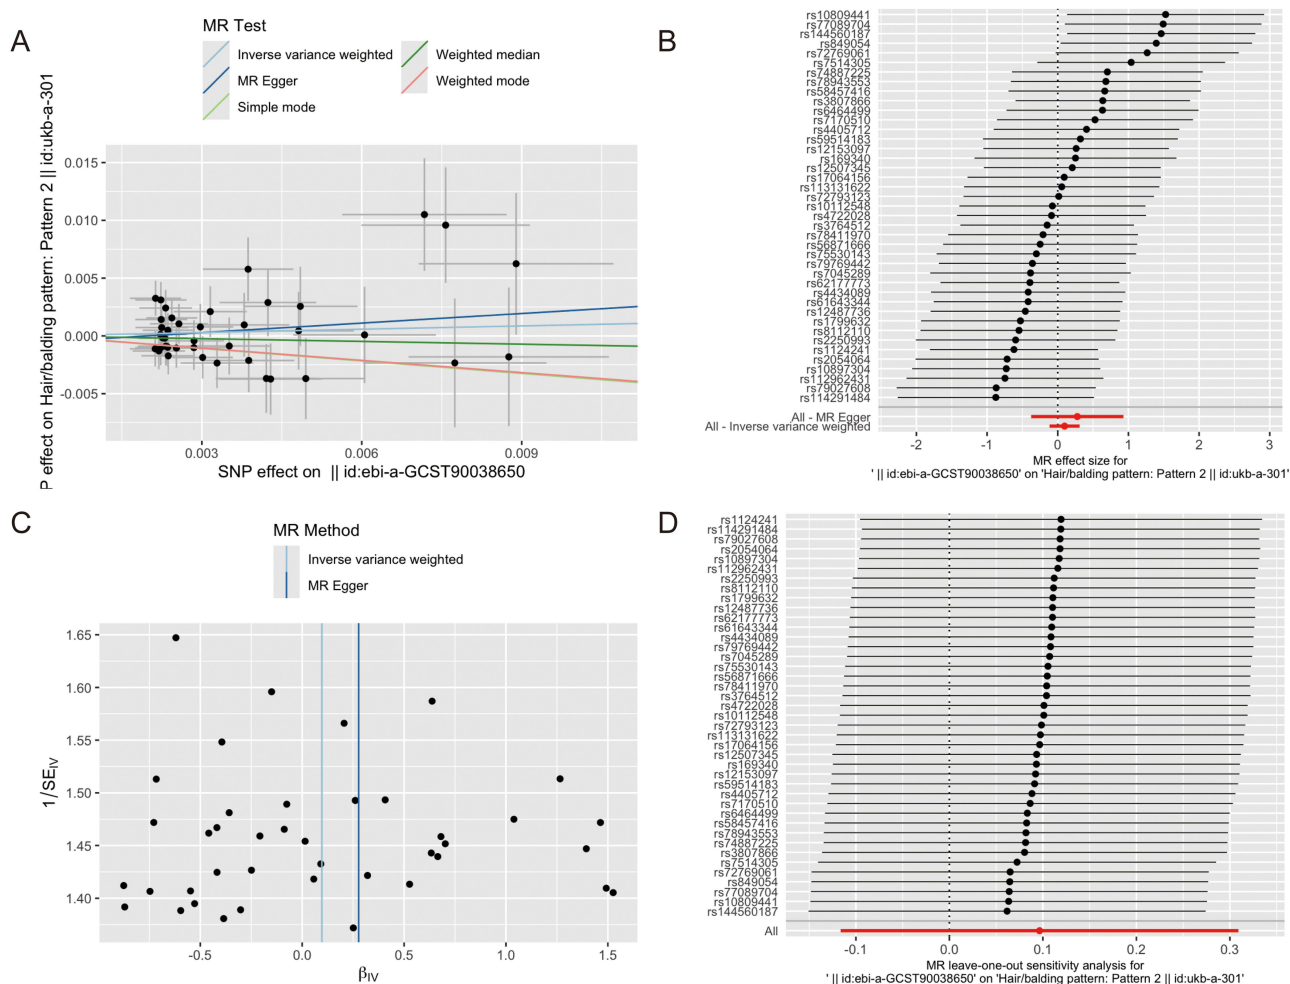 A
MR Test
Inverse variance weighted
MR Egger
Simple mode
Weighted median
Weighted mode
P effect on Hair/balding Pattern: Pattern 2 || id:ukb-a-301
0.015
0.010
0.005
0.000
-0.005
0.003
0.006
0.009
SNP effect on || id:ebi-a-GCST90038650
B
rs10809441
rs77089704
rs144560187
rs849054
rs72769061
rs7514305
rs74887225
rs78943553
rs58457416
rs3807866
rs6464499
rs7170510
rs4405712
rs59514183
rs12153097
rs169340
rs12507345
rs17064156
rs113131622
rs72793123
rs10112548
rs4722028
rs3764512
rs78411970
rs56871666
rs75530143
rs79769442
rs7045289
rs62177773
rs4434089
rs61643344
rs12487736
rs1799632
rs8112110
rs2250993
rs1124241
rs2054064
rs10897304
rs112962431
rs79027608
rs114291484
All - MR Egger
All - Inverse variance weighted
-2
-1
0
1
2
3
MR effect size for
' || id:ebi-a-GCST90038650' on 'Hair/balding pattern: Pattern 2 || id:ukb-a-301'
C
MR Method
Inverse variance weighted
MR Egger
1/SE_IV
1.65
1.60
1.55
1.50
1.45
1.40
-0.5
0.0
0.5
1.0
1.5
β_IV
D
rs1124241
rs114291484
rs79027608
rs2054064
rs10897304
rs112962431
rs2250993
rs8112110
rs1799632
rs12487736
rs62177773
rs61643344
rs4434089
rs79769442
rs7045289
rs75530143
rs56871666
rs78411970
rs3764512
rs4722028
rs10112548
rs72793123
rs113131622
rs17064156
rs12507345
rs169340
rs12153097
rs59514183
rs4405712
rs7170510
rs6464499
rs58457416
rs78943553
rs74887225
rs3807866
rs7514305
rs72769061
rs849054
rs77089704
rs10809441
rs144560187
All
-0.1
0.0
0.1
0.2
0.3
MR leave-one-out sensitivity analysis for
' || id:ebi-a-GCST90038650' on 'Hair/balding pattern: Pattern 2 || id:ukb-a-301'